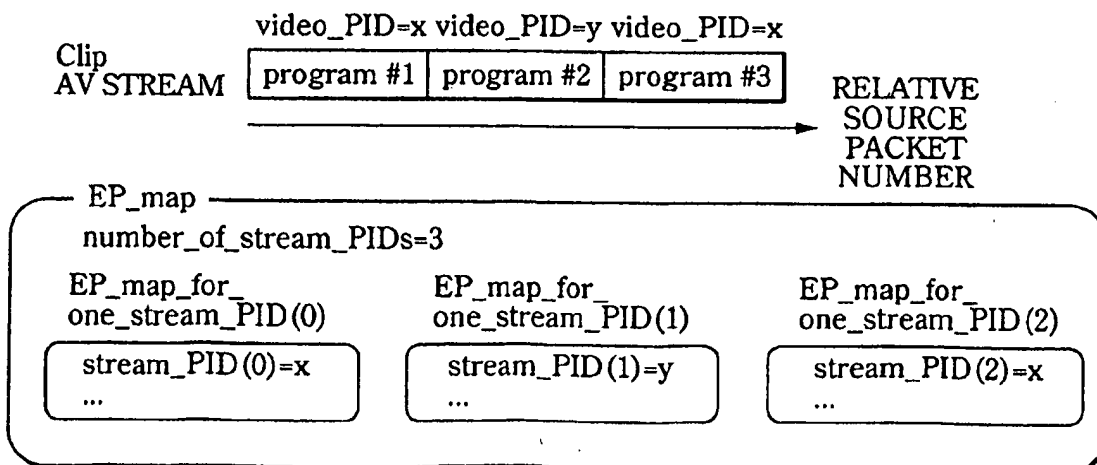 video_PID=x video_PID=y video_PID=x
Clip
AV STREAM
program #1 program #2 program #3
RELATIVE
SOURCE
PACKET
NUMBER
EP_map
number_of_stream_PIDs=3
EP_map_for_
one_stream_PID(0)
stream_PID(0)=x
...
EP_map_for_
one_stream_PID(1)
stream_PID(1)=y
...
EP_map_for_
one_stream_PID(2)
stream_PID(2)=x
...